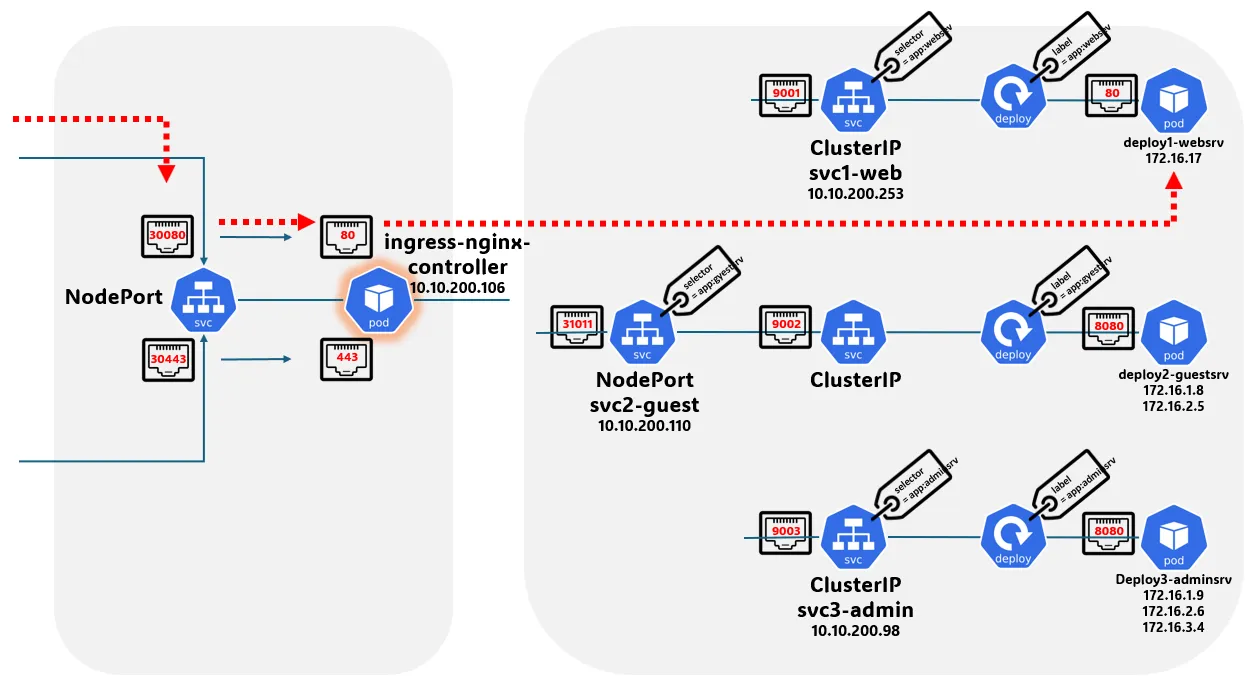 30080
80
ingress-nginx-
controller
10.10.200.106
NodePort
svc
pod
30443
443
selector
= app:websrv
label
= app:websrv
9001
svc
deploy
80
pod
ClusterIP
svc1-web
10.10.200.253
deploy1-websrv
172.16.17
selector
= app:gyestsrv
label
= app:gyestsrv
31011
svc
9002
svc
deploy
8080
pod
NodePort
svc2-guest
10.10.200.110
ClusterIP
deploy2-guestsrv
172.16.1.8
172.16.2.5
selector
= app:adminsrv
label
= app:adminsrv
9003
svc
deploy
8080
pod
ClusterIP
svc3-admin
10.10.200.98
Deploy3-adminsrv
172.16.1.9
172.16.2.6
172.16.3.4